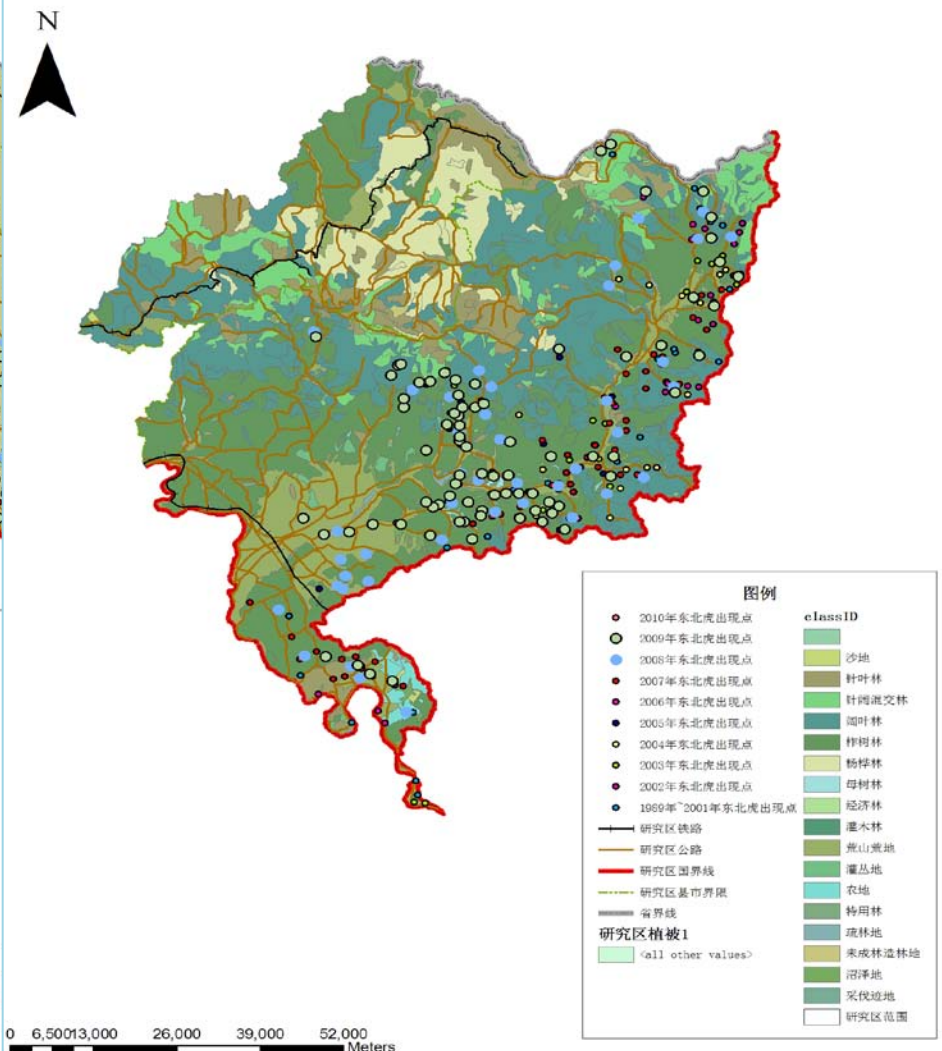 N
图例
2010年东北虎出现点
2009年东北虎出现点
2008年东北虎出现点
2007年东北虎出现点
2006年东北虎出现点
2005年东北虎出现点
2004年东北虎出现点
2003年东北虎出现点
2002年东北虎出现点
1989年~2001年东北虎出现点
研究区铁路
研究区公路
研究区国界线
研究区县市界限
省界线
研究区植被1
<all other values>
classID
沙地
针叶林
针阔混交林
阔叶林
柞树林
杨桦林
母树林
经济林
灌木林
荒山荒地
灌丛地
农地
特用林
疏林地
未成林造林地
沼泽地
采伐迹地
研究区范围
0 6,50013,000 26,000 39,000 52,000
Meters